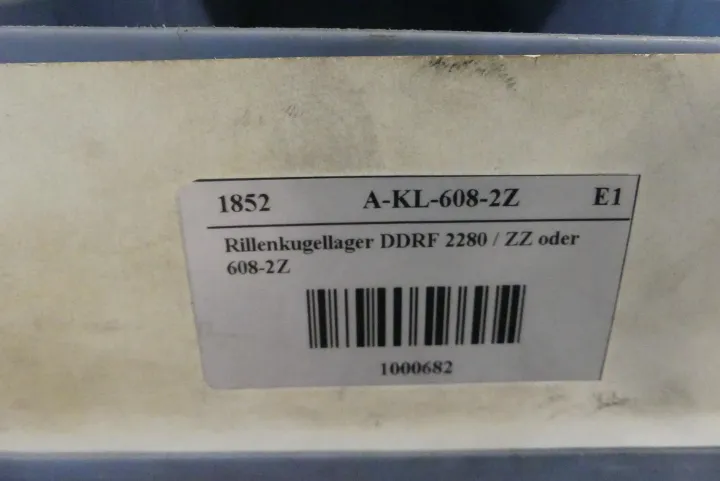 1852 A-KL-608-2Z E1
Rillenkugellager DDRF 2280 / ZZ oder
608-2Z
1000682